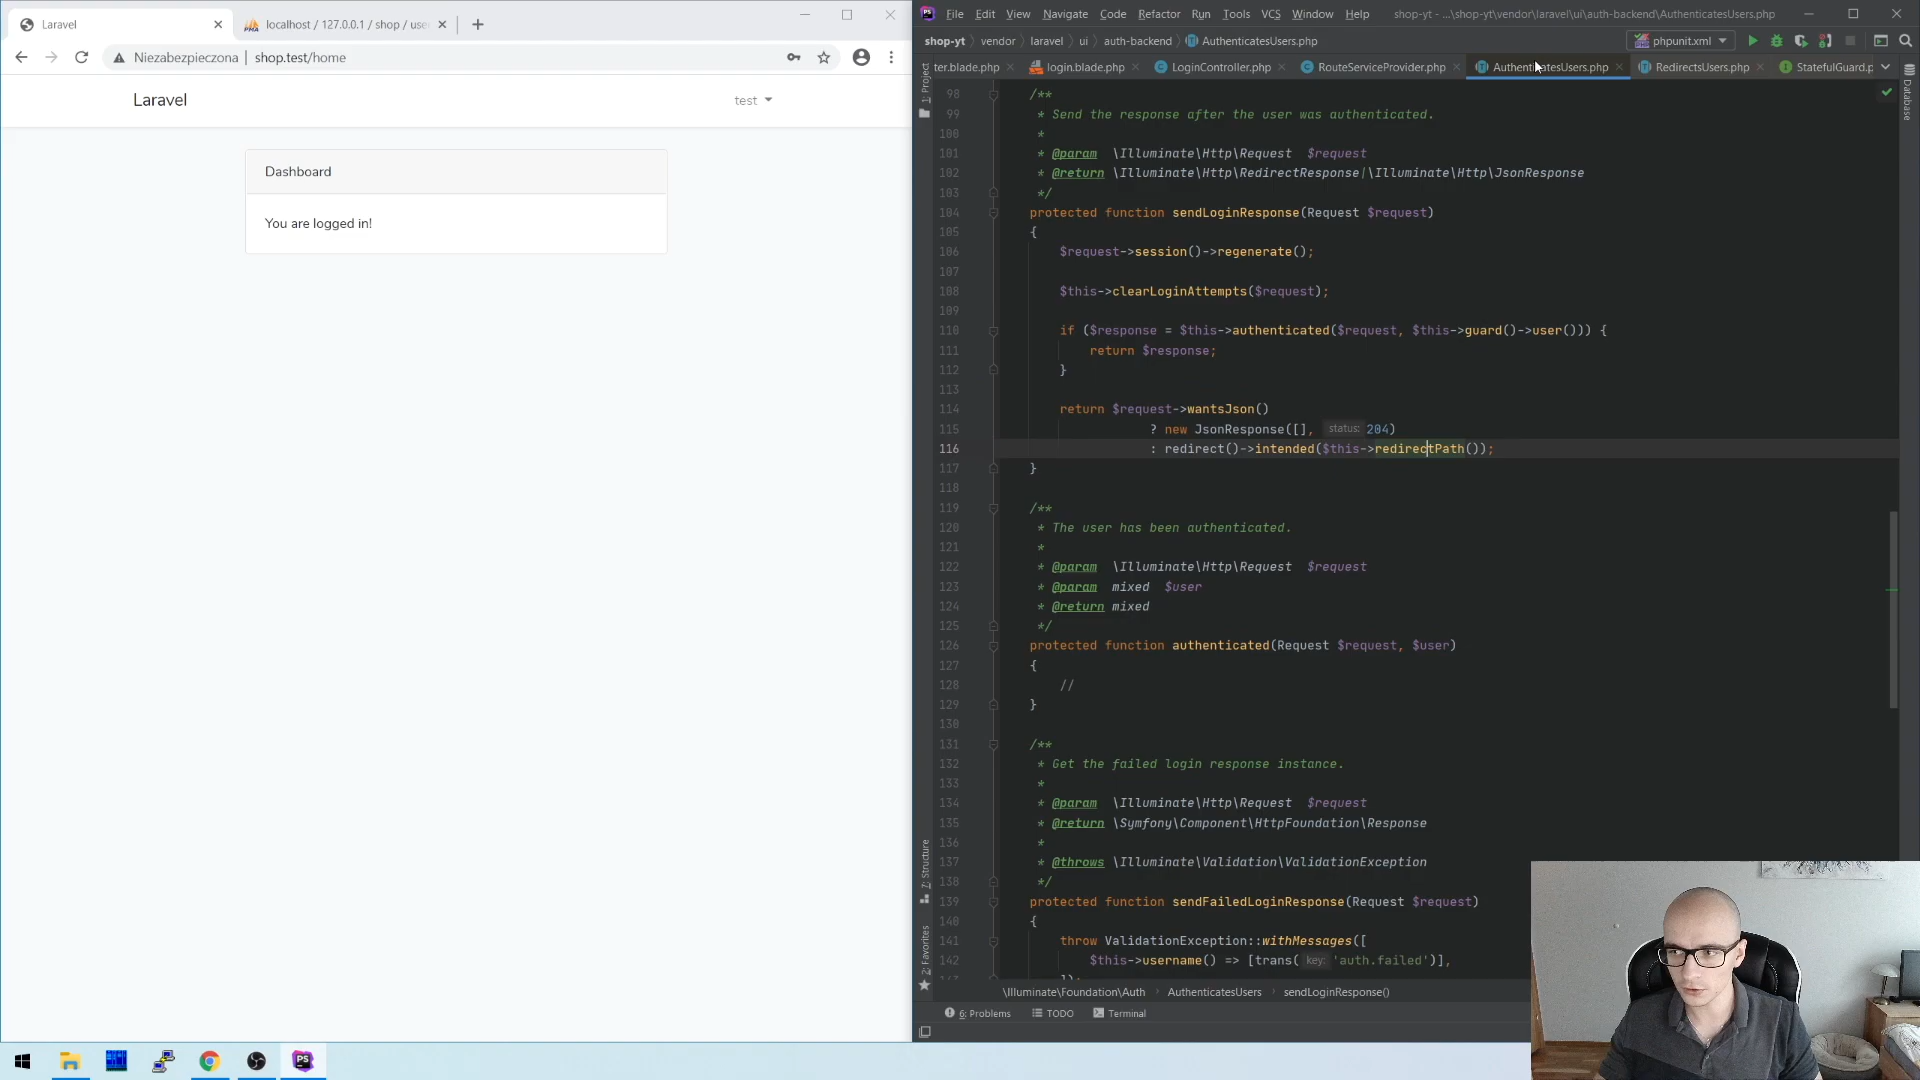 Laravel
localhost / 127.0.0.1 / shop / use
Niezabezpieczona
shop.test/home
Laravel
test
Dashboard
You are logged in!
File Edit View Navigate Code Refactor Run Tools VCS Window Help
shop-yt - ...\shop-yt\vendor\laravel\ui\auth-backend\AuthenticatesUsers.php
shop-yt
vendor
laravel
ui
auth-backend
AuthenticatesUsers.php
phpunit.xml
ter.blade.php
login.blade.php
LoginController.php
RouteServiceProvider.php
AuthenticatesUsers.php
RedirectsUsers.php
StatefulGuard.p
1: Project
Database
98 /**
99 * Send the response after the user was authenticated.
100 *
101 * @param \Illuminate\Http\Request $request
102 * @return \Illuminate\Http\RedirectResponse|\Illuminate\Http\JsonResponse
103 */
104 protected function sendLoginResponse(Request $request)
105 {
106 $request->session()->regenerate();
107
108 $this->clearLoginAttempts($request);
109
110 if ($response = $this->authenticated($request, $this->guard()->user())) {
111 return $response;
112 }
113
114 return $request->wantsJson()
115 ? new JsonResponse([], status: 204)
116 : redirect()->intended($this->redirectPath());
117 }
118
119 /**
120 * The user has been authenticated.
121 *
122 * @param \Illuminate\Http\Request $request
123 * @param mixed $user
124 * @return mixed
125 */
126 protected function authenticated(Request $request, $user)
127 {
128 //
129 }
130
131 /**
132 * Get the failed login response instance.
133 *
134 * @param \Illuminate\Http\Request $request
135 * @return \Symfony\Component\HttpFoundation\Response
136 *
137 * @throws \Illuminate\Validation\ValidationException
138 */
139 protected function sendFailedLoginResponse(Request $request)
140 {
141 throw ValidationException::withMessages([
142 $this->username() => [trans( key: 'auth.failed')],
]);
Z: Structure
2: Favorites
\Illuminate\Foundation\Auth
AuthenticatesUsers
sendLoginResponse()
6: Problems
TODO
Terminal
PS